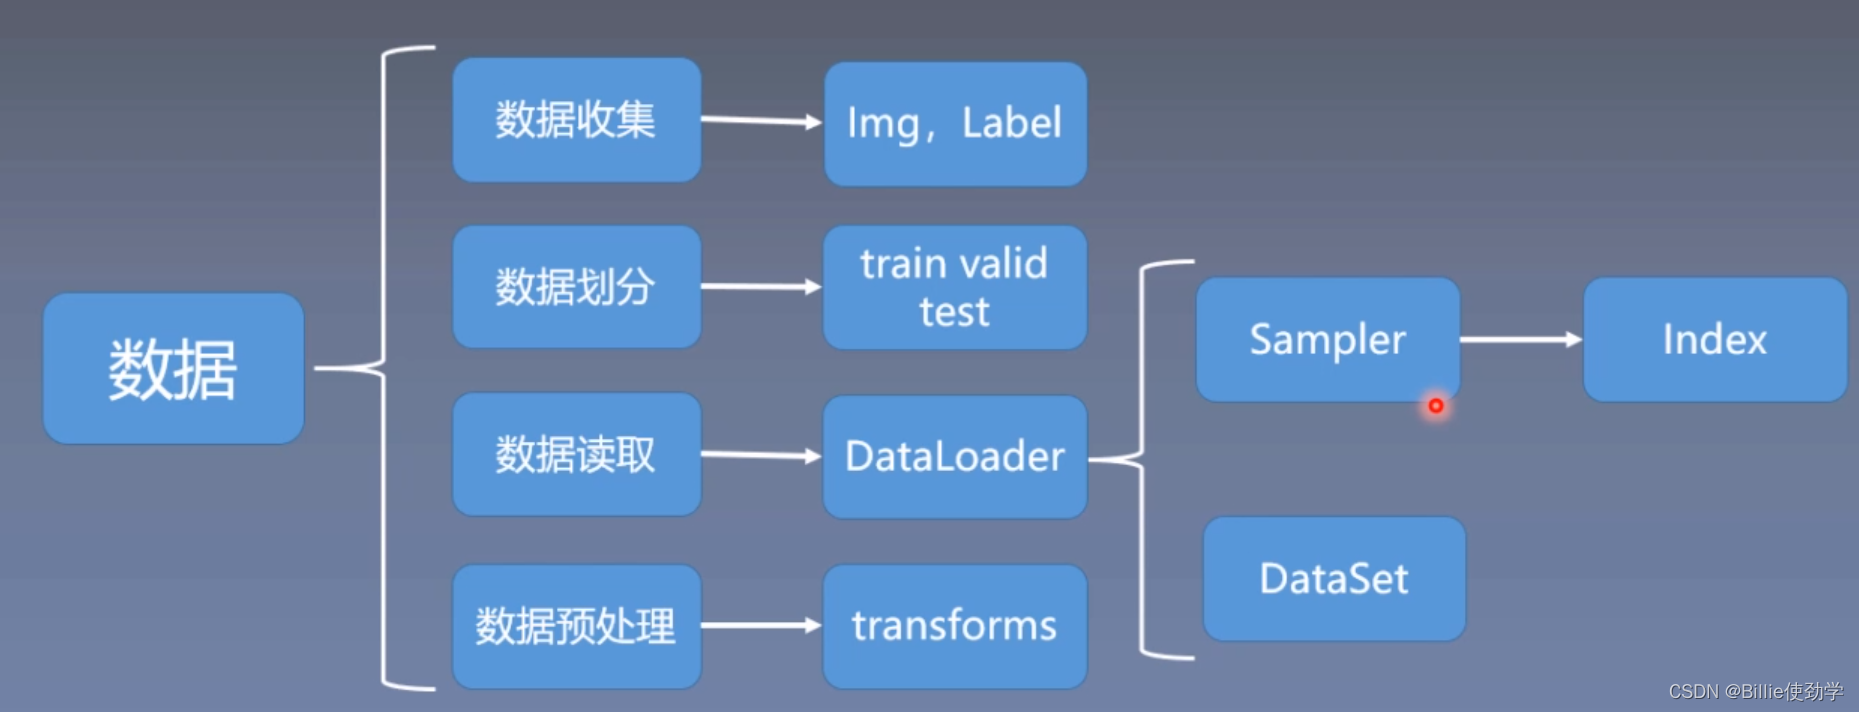 数据
数据收集
Img，Label
数据划分
train valid
test
数据读取
DataLoader
Sampler
Index
DataSet
数据预处理
transforms
CSDN @Billie使劲学